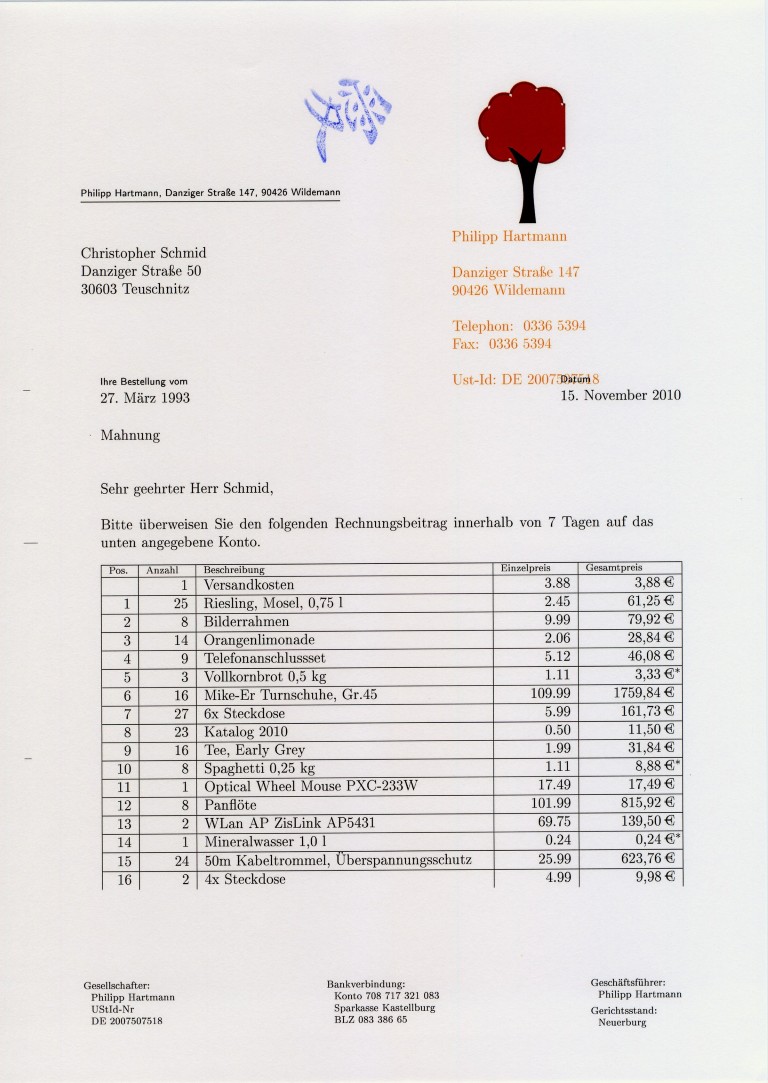 Philipp Hartmann, Danziger Straße 147, 90426 Wildemann
Philipp Hartmann
Danziger Straße 147
90426 Wildemann
Telephon: 0336 5394
Fax: 0336 5394
Ust-Id: DE 2007507518
Christopher Schmid
Danziger Straße 50
30603 Teuschnitz
Ihre Bestellung vom
27. März 1993
Datum
15. November 2010
Mahnung
Sehr geehrter Herr Schmid,
Bitte überweisen Sie den folgenden Rechnungsbeitrag innerhalb von 7 Tagen auf das
unten angegebene Konto.
Pos. Anzahl Beschreibung Einzelpreis Gesamtpreis
1 Versandkosten 3.88 3,88 €
1 25 Riesling, Mosel, 0,75 l 2.45 61,25 €
2 8 Bilderrahmen 9.99 79,92 €
3 14 Orangenlimonade 2.06 28,84 €
4 9 Telefonanschlussset 5.12 46,08 €
5 3 Vollkornbrot 0,5 kg 1.11 3,33 €*
6 16 Mike-Er Turnschuhe, Gr.45 109.99 1759,84 €
7 27 6x Steckdose 5.99 161,73 €
8 23 Katalog 2010 0.50 11,50 €
9 16 Tee, Early Grey 1.99 31,84 €
10 8 Spaghetti 0,25 kg 1.11 8,88 €*
11 1 Optical Wheel Mouse PXC-233W 17.49 17,49 €
12 8 Panflöte 101.99 815,92 €
13 2 WLan AP ZisLink AP5431 69.75 139,50 €
14 1 Mineralwasser 1,0 l 0.24 0,24 €*
15 24 50m Kabeltrommel, Überspannungsschutz 25.99 623,76 €
16 2 4x Steckdose 4.99 9,98 €
Gesellschafter:
Philipp Hartmann
UStId-Nr
DE 2007507518
Bankverbindung:
Konto 708 717 321 083
Sparkasse Kastellburg
BLZ 083 386 65
Geschäftsführer:
Philipp Hartmann
Gerichtsstand:
Neuerburg